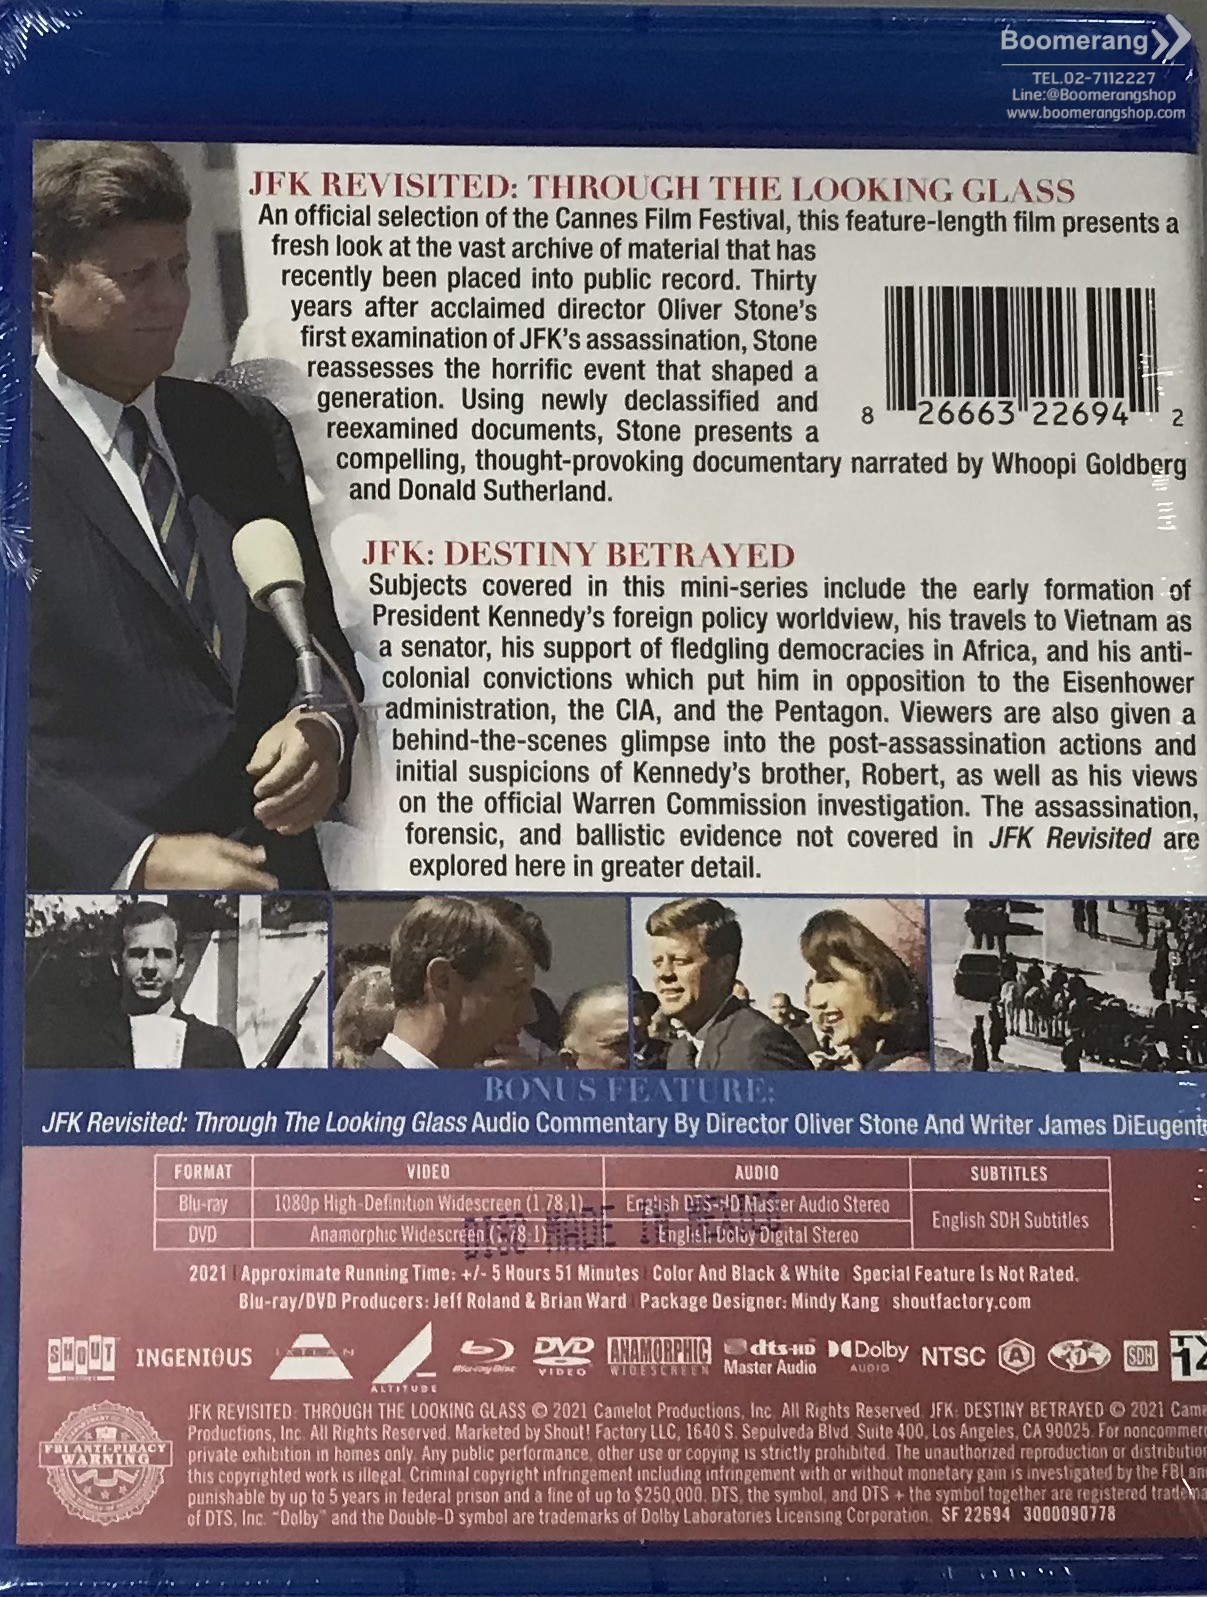 Boomerang
TEL.02-7112227
Line:@Boomerangshop
www.boomerangshop.com
JFK REVISITED: THROUGH THE LOOKING GLASS
An official selection of the Cannes Film Festival, this feature-length film presents a
fresh look at the vast archive of material that has
recently been placed into public record. Thirty
years after acclaimed director Oliver Stone's
first examination of JFK's assassination, Stone
reassesses the horrific event that shaped a
generation. Using newly declassified and
reexamined documents, Stone presents a
compelling, thought-provoking documentary narrated by Whoopi Goldberg
and Donald Sutherland.
8 26663 22694 2
JFK: DESTINY BETRAYED
Subjects covered in this mini-series include the early formation of
President Kennedy's foreign policy worldview, his travels to Vietnam as
a senator, his support of fledgling democracies in Africa, and his anti-
colonial convictions which put him in opposition to the Eisenhower
administration, the CIA, and the Pentagon. Viewers are also given a
behind-the-scenes glimpse into the post-assassination actions and
initial suspicions of Kennedy's brother, Robert, as well as his views
on the official Warren Commission investigation. The assassination,
forensic, and ballistic evidence not covered in JFK Revisited are
explored here in greater detail.
BONUS FEATURE:
JFK Revisited: Through The Looking Glass Audio Commentary By Director Oliver Stone And Writer James DiEugen
FORMAT VIDEO AUDIO SUBTITLES
Blu-ray 1080p High-Definition Widescreen (1.78:1) English DTS-HD Master Audio Stereo English SDH Subtitles
DVD Anamorphic Widescreen (1.78:1) English Dolby Digital Stereo
DISC MADE IN MEXICO
2021 Approximate Running Time: +/- 5 Hours 51 Minutes Color And Black & White Special Feature Is Not Rated.
Blu-ray/DVD Producers: Jeff Roland & Brian Ward Package Designer: Mindy Kang shoutfactory.com
SHOUT INGENIOUS IXTLAN ALTITUDE Blu-ray Disc DVD VIDEO ANAMORPHIC WIDESCREEN dts-HD Master Audio Dolby AUDIO NTSC A 1 SDH TV 14
FBI ANTI-PIRACY WARNING
JFK REVISITED: THROUGH THE LOOKING GLASS © 2021 Camelot Productions, Inc. All Rights Reserved. JFK: DESTINY BETRAYED © 2021 Came
Productions, Inc. All Rights Reserved. Marketed by Shout! Factory LLC, 1640 S. Sepulveda Blvd. Suite 400, Los Angeles, CA 90025. For noncommer
private exhibition in homes only. Any public performance, other use or copying is strictly prohibited. The unauthorized reproduction or distribution
this copyrighted work is illegal. Criminal copyright infringement including infringement with or without monetary gain is investigated by the FBI an
punishable by up to 5 years in federal prison and a fine of up to $250,000. DTS, the symbol, and DTS + the symbol together are registered tradema
of DTS, Inc. "Dolby" and the Double-D symbol are trademarks of Dolby Laboratories Licensing Corporation. SF 22694 3000090778